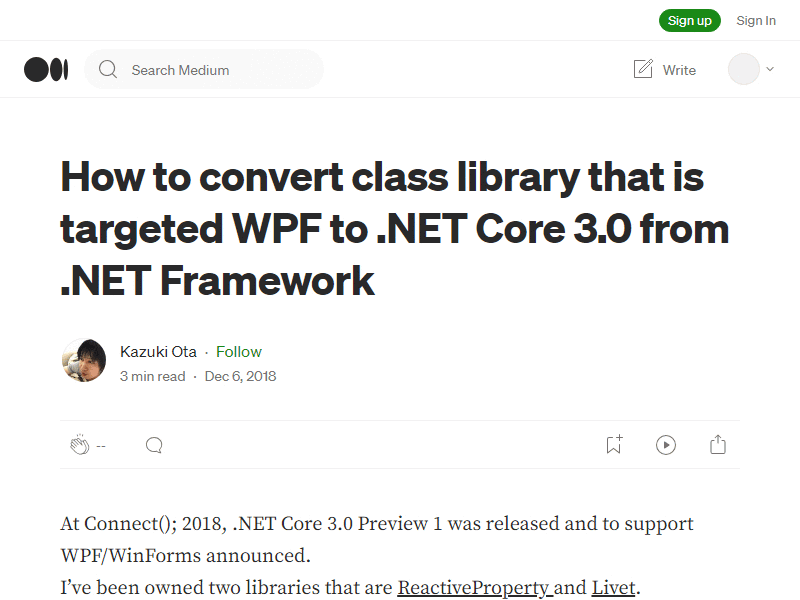 Sign up Sign In
Search Medium Write
How to convert class library that is
targeted WPF to .NET Core 3.0 from
.NET Framework
Kazuki Ota · Follow
3 min read · Dec 6, 2018
--
At Connect(); 2018, .NET Core 3.0 Preview 1 was released and to support
WPF/WinForms announced.
I’ve been owned two libraries that are ReactiveProperty and Livet.